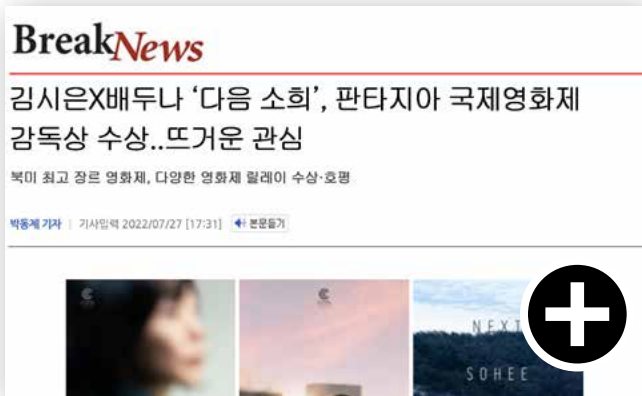 BreakNews
김시은X배두나 ‘다음 소희’, 판타지아 국제영화제
감독상 수상..뜨거운 관심
북미 최고 장르 영화제, 다양한 영화제 릴레이 수상·호평
박동제 기자 | 기사입력 2022/07/27 [17:31] 본문듣기
NEXT
SOHEE